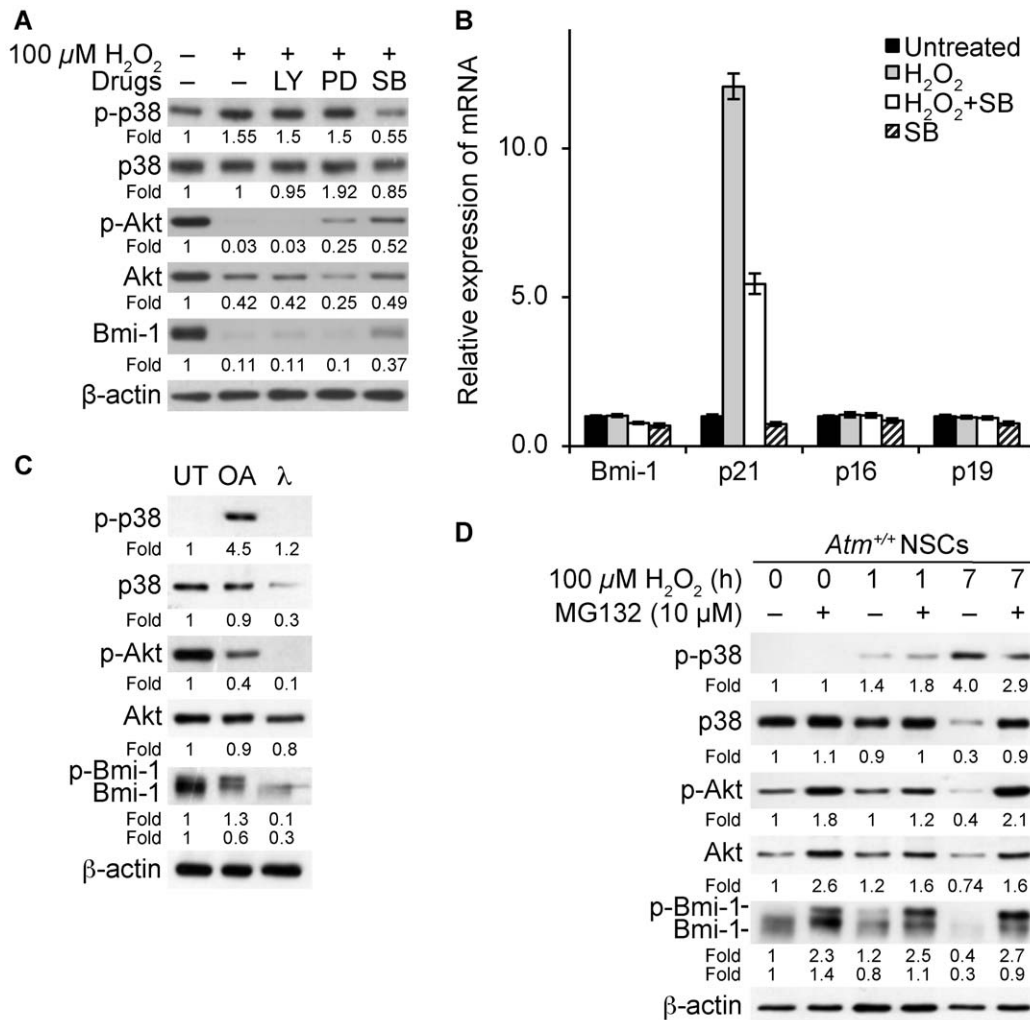 A
100 µM H₂O₂ – + + + +
Drugs – – LY PD SB
p-p38
Fold 1 1.55 1.5 1.5 0.55
p38
Fold 1 1 0.95 1.92 0.85
p-Akt
Fold 1 0.03 0.03 0.25 0.52
Akt
Fold 1 0.42 0.42 0.25 0.49
Bmi-1
Fold 1 0.11 0.11 0.1 0.37
β-actin
B
Relative expression of mRNA
10.0
5.0
0.0
Untreated
H₂O₂
H₂O₂+SB
SB
Bmi-1 p21 p16 p19
C
UT OA λ
p-p38
Fold 1 4.5 1.2
p38
Fold 1 0.9 0.3
p-Akt
Fold 1 0.4 0.1
Akt
Fold 1 0.9 0.8
p-Bmi-1
Bmi-1
Fold 1 1.3 0.1
Fold 1 0.6 0.3
β-actin
D
Atm⁺/⁺ NSCs
100 µM H₂O₂ (h) 0 0 1 1 7 7
MG132 (10 µM) – + – + – +
p-p38
Fold 1 1 1.4 1.8 4.0 2.9
p38
Fold 1 1.1 0.9 1 0.3 0.9
p-Akt
Fold 1 1.8 1 1.2 0.4 2.1
Akt
Fold 1 2.6 1.2 1.6 0.74 1.6
p-Bmi-1-
Bmi-1-
Fold 1 2.3 1.2 2.5 0.4 2.7
Fold 1 1.4 0.8 1.1 0.3 0.9
β-actin